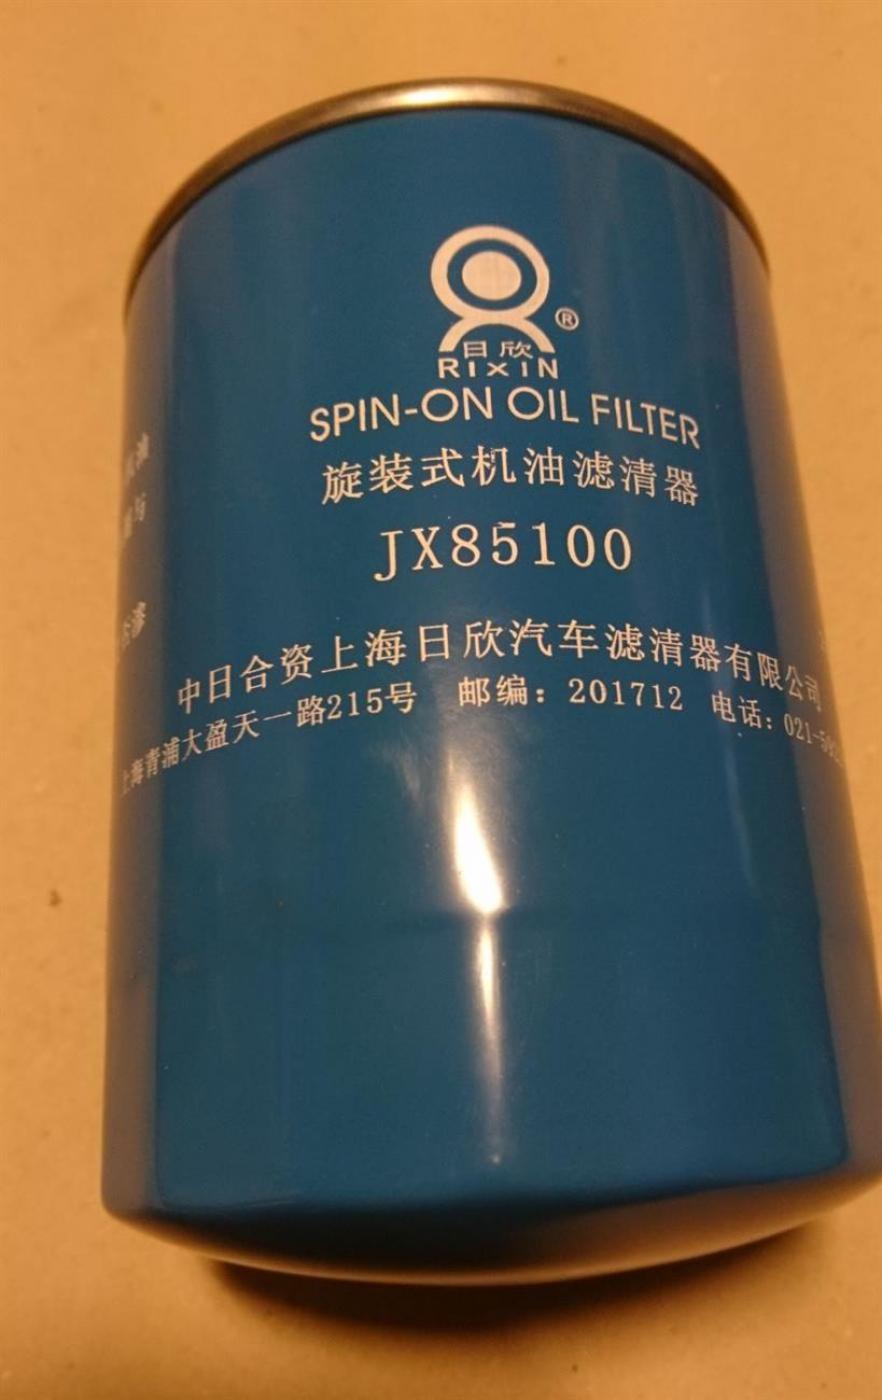 日欣
RIXIN
®
SPIN-ON OIL FILTER
旋装式机油滤清器
JX85100
中日合资上海日欣汽车滤清器有限公司
上海青浦大盈天一路215号 邮编：201712 电话：021-59